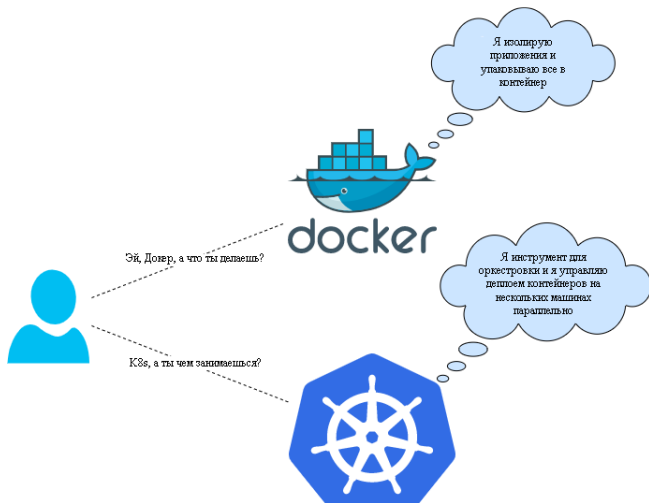 Я изолирую
приложения и
упаковываю все в
контейнер
docker
Эй, Докер, а что ты делаешь?
Я инструмент для
оркестровки и я управляю
деплоем контейнеров на
нескольких машинах
параллельно
K8s, а ты чем занимаешься?